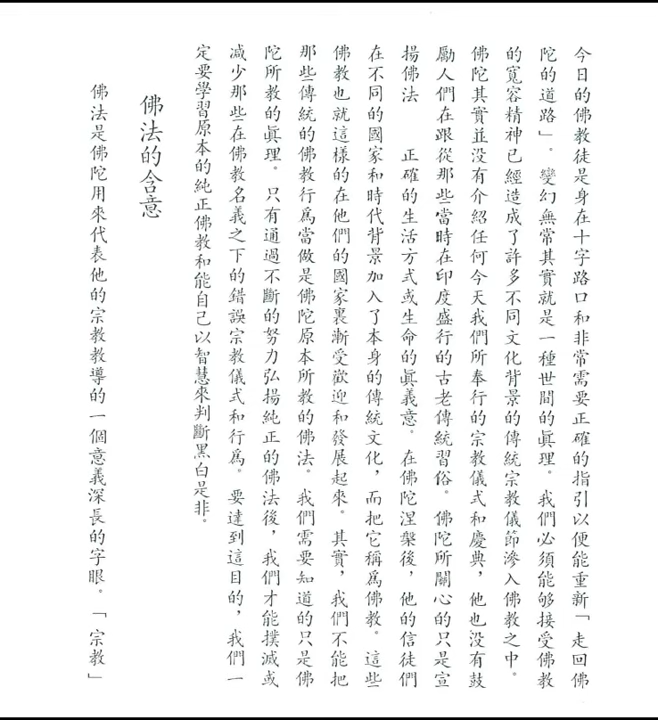 今日的佛教徒是身在十字路口和非常需要正確的指引以便能重新「走回佛
陀的道路」。變幻無常其實就是一種世間的眞理。我們必須能够接受佛教
的寬容精神已經造成了許多不同文化背景的傳統宗教儀節滲入佛教之中。
佛陀其實並没有介紹任何今天我們所奉行的宗教儀式和慶典，他也没有鼓
勵人們在跟從那些當時在印度盛行的古老傳統習俗。佛陀所關心的只是宣
揚佛法　　正確的生活方式或生命的眞義意。在佛陀涅槃後，他的信徒們
在不同的國家和時代背景加入了本身的傳統文化，而把它稱爲佛教。這些
佛教也就這樣的在他們的國家裏漸受歡迎和發展起來。其實，我們不能把
那些傳統的佛教行爲當做是佛陀原本所教的佛法。我們需要知道的只是佛
陀所教的眞理。只有通過不斷的努力弘揚純正的佛法後，我們才能撲滅或
减少那些在佛教名義之下的錯誤宗教儀式和行爲。要達到這目的，我們一
定要學習原本的純正佛教和能自己以智慧來判斷黑白是非。
佛法的含意
佛法是佛陀用來代表他的宗教教導的一個意義深長的字眼。「宗教」